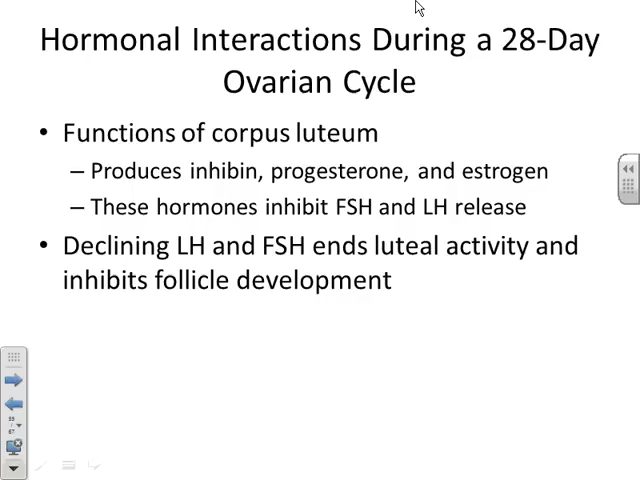 Hormonal Interactions During a 28-Day
Ovarian Cycle
• Functions of corpus luteum
– Produces inhibin, progesterone, and estrogen
– These hormones inhibit FSH and LH release
• Declining LH and FSH ends luteal activity and
inhibits follicle development